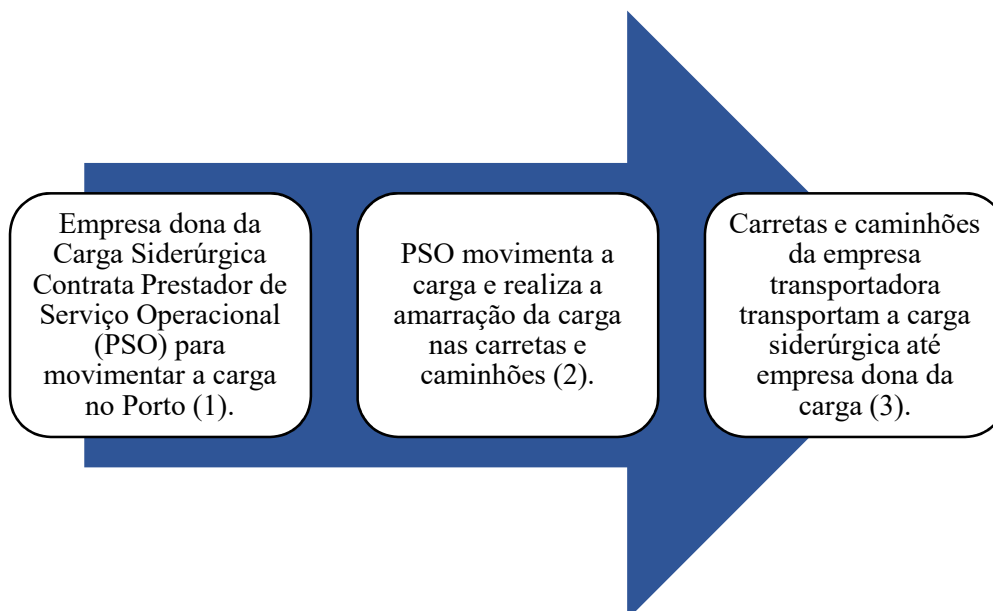 Empresa dona da
Carga Siderúrgica
Contrata Prestador de
Serviço Operacional
(PSO) para
movimentar a carga
no Porto (1).
PSO movimenta a
carga e realiza a
amarração da carga
nas carretas e
caminhões (2).
Carretas e caminhões
da empresa
transportadora
transportam a carga
siderúrgica até
empresa dona da
carga (3).